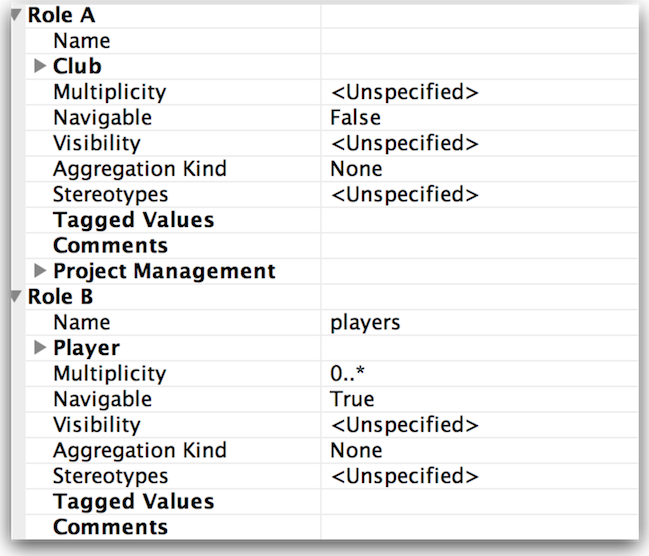 Role A
Name
Club
Multiplicity <Unspecified>
Navigable False
Visibility <Unspecified>
Aggregation Kind None
Stereotypes <Unspecified>
Tagged Values
Comments
Project Management
Role B
Name players
Player
Multiplicity 0..*
Navigable True
Visibility <Unspecified>
Aggregation Kind None
Stereotypes <Unspecified>
Tagged Values
Comments